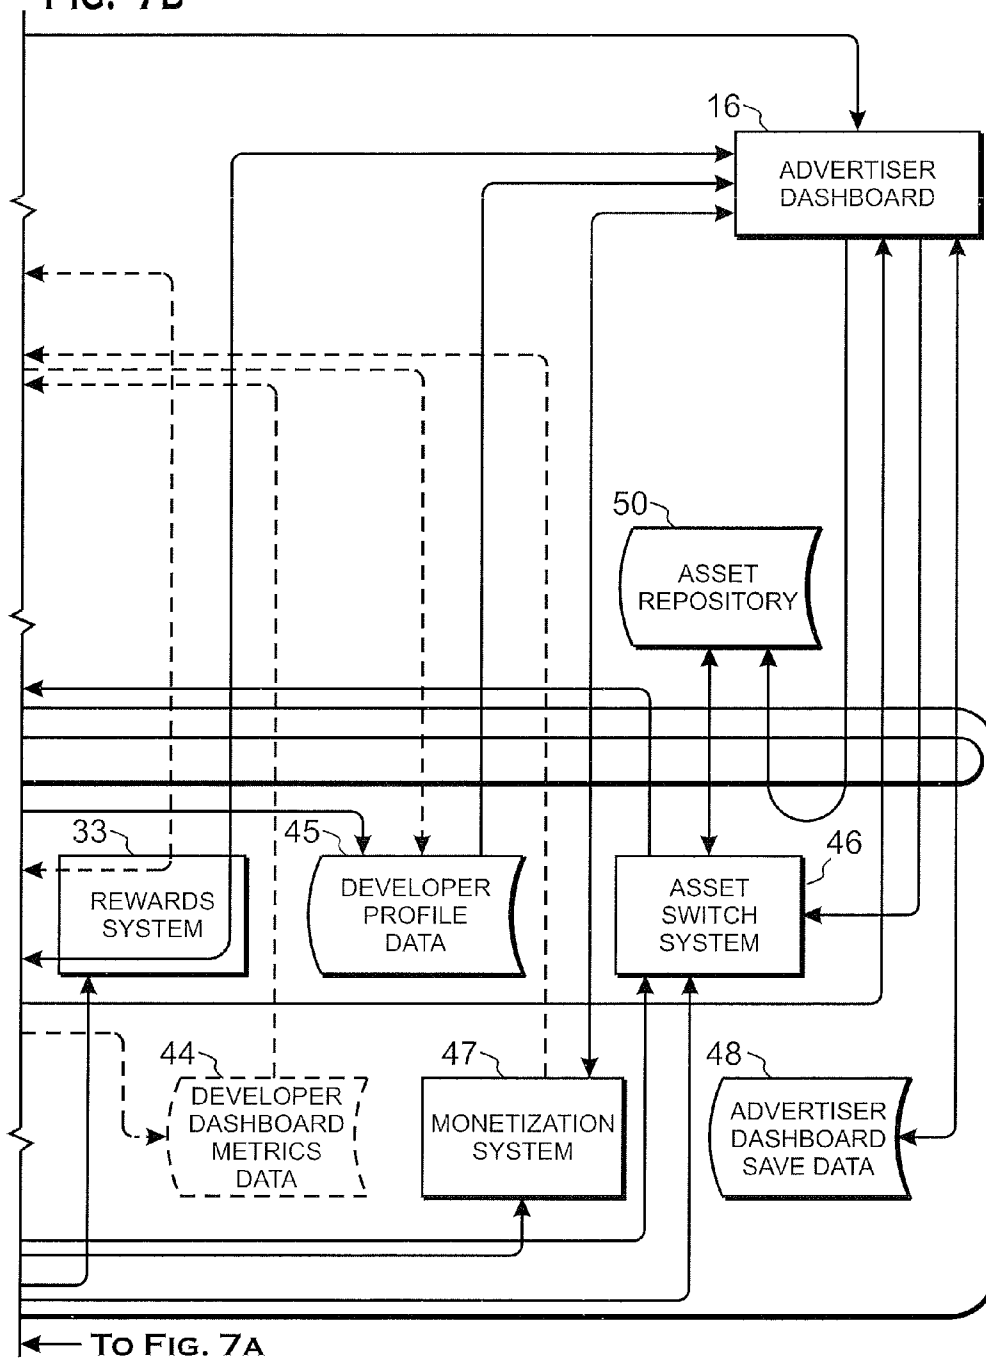 FIG. 7B
16
ADVERTISER
DASHBOARD
50
ASSET
REPOSITORY
33
REWARDS
SYSTEM
45
DEVELOPER
PROFILE
DATA
46
ASSET
SWITCH
SYSTEM
44
DEVELOPER
DASHBOARD
METRICS
DATA
47
MONETIZATION
SYSTEM
48
ADVERTISER
DASHBOARD
SAVE DATA
TO FIG. 7A